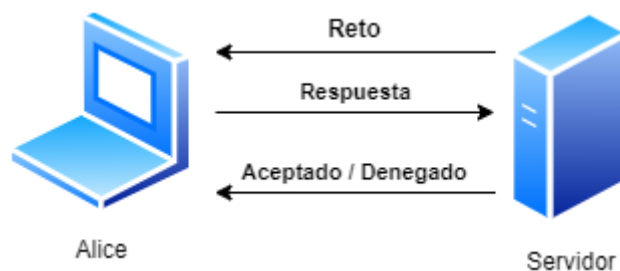 Reto
Respuesta
Aceptado / Denegado
Alice
Servidor